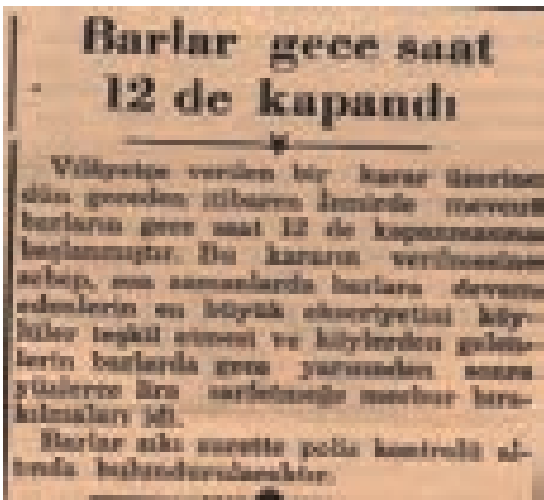 Barlar gece saat
12 de kapandı
Vilâyetçe verilen bir karar üzerine
dün geceden itibaren İzmirde mevcut
barların gece saat 12 de kapanmasına
başlanmıştır. Bu kararın verilmesine
sebep, son zamanlarda barlara devam
edenlerin en büyük ekseriyetini köy-
lüler teşkil etmesi ve köylerden gelen-
lerin barlarda gece yarısından sonra
yüzlerce lira sarfetmeğe mecbur bıra-
kılmaları idi.
Barlar sıkı surette polis kontrolü al-
tında bulundurulacaktır.